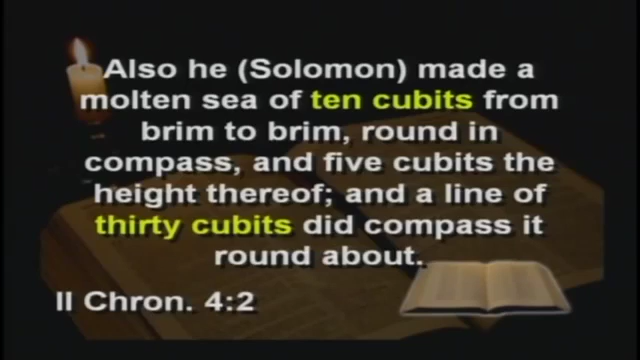 Also he (Solomon) made a
molten sea of ten cubits from
brim to brim, round in
compass, and five cubits the
height thereof; and a line of
thirty cubits did compass it
round about.
II Chron. 4:2